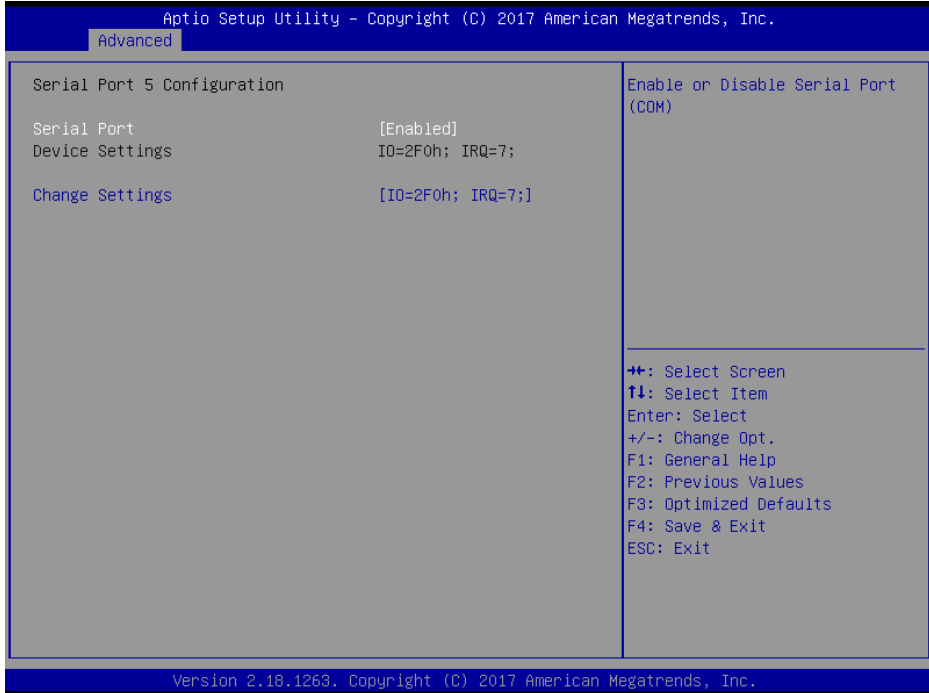 Aptio Setup Utility – Copyright (C) 2017 American Megatrends, Inc.
Advanced
Serial Port 5 Configuration
Serial Port [Enabled]
Device Settings IO=2F0h; IRQ=7;
Change Settings [IO=2F0h; IRQ=7;]
Enable or Disable Serial Port
(COM)
→←: Select Screen
↑↓: Select Item
Enter: Select
+/-: Change Opt.
F1: General Help
F2: Previous Values
F3: Optimized Defaults
F4: Save & Exit
ESC: Exit
Version 2.18.1263. Copyright (C) 2017 American Megatrends, Inc.